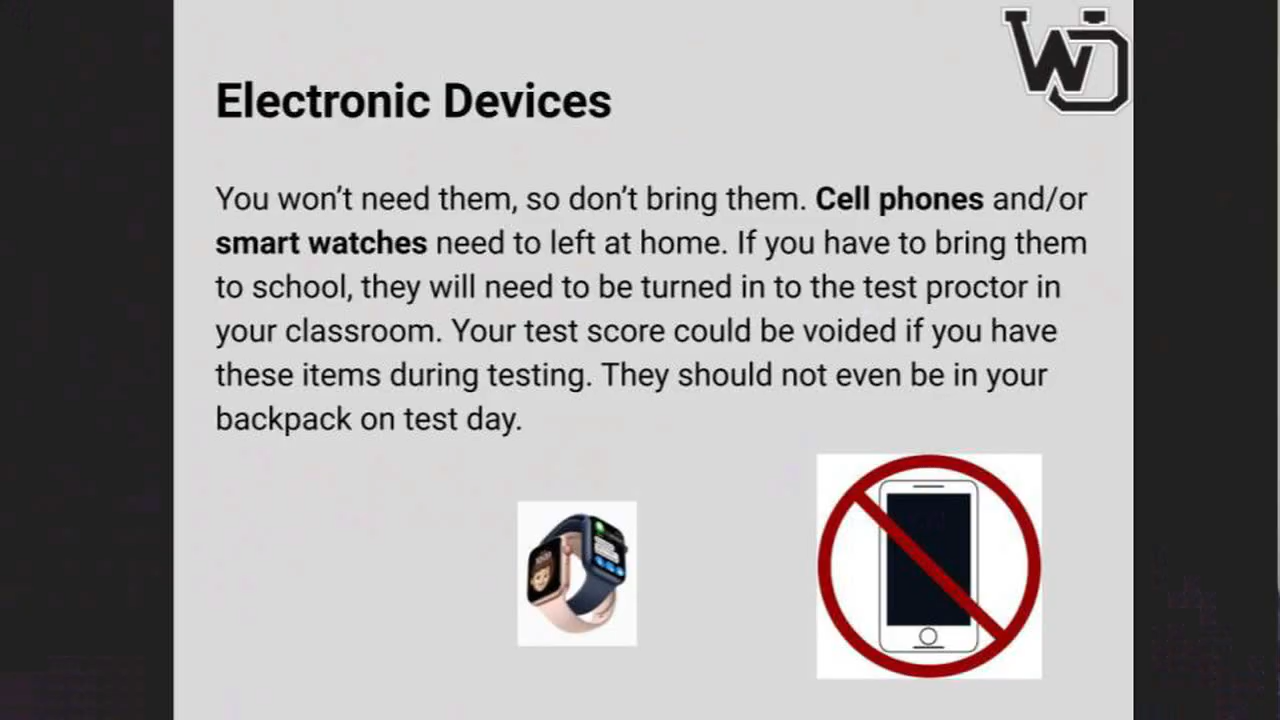 WD
Electronic Devices
You won't need them, so don't bring them. Cell phones and/or
smart watches need to left at home. If you have to bring them
to school, they will need to be turned in to the test proctor in
your classroom. Your test score could be voided if you have
these items during testing. They should not even be in your
backpack on test day.